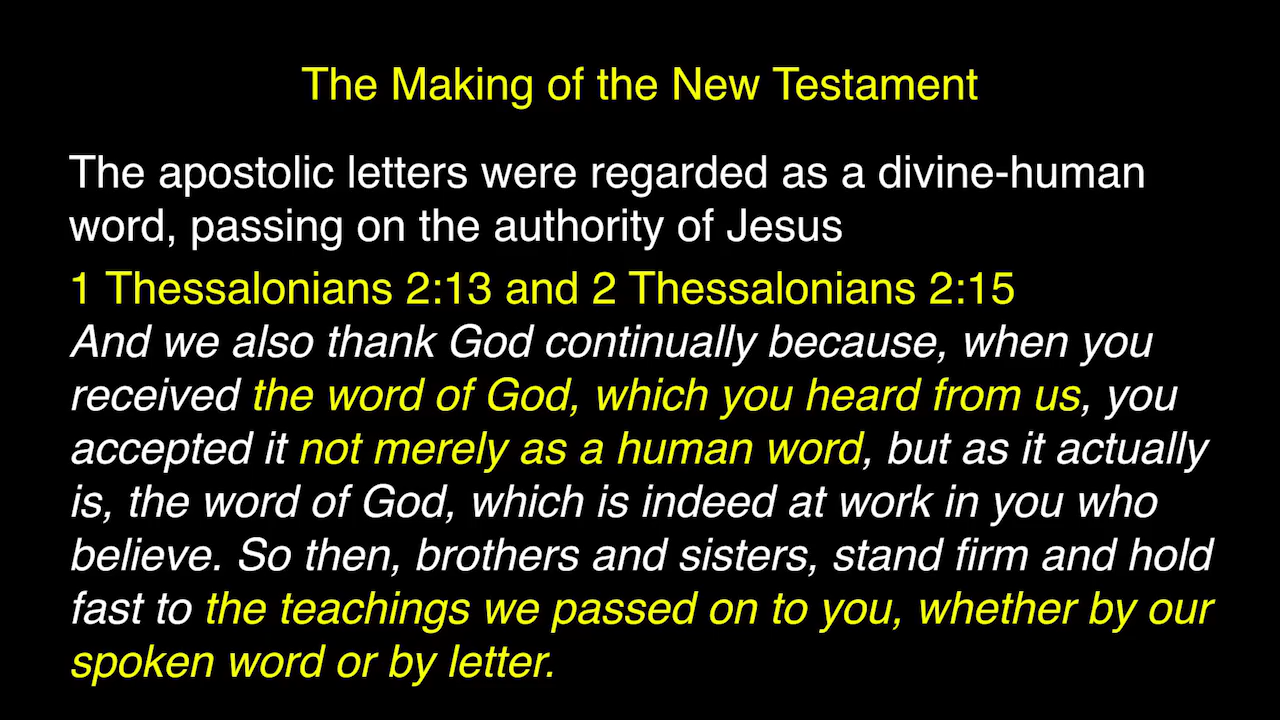 The Making of the New Testament
The apostolic letters were regarded as a divine-human
word, passing on the authority of Jesus
1 Thessalonians 2:13 and 2 Thessalonians 2:15
And we also thank God continually because, when you
received the word of God, which you heard from us, you
accepted it not merely as a human word, but as it actually
is, the word of God, which is indeed at work in you who
believe. So then, brothers and sisters, stand firm and hold
fast to the teachings we passed on to you, whether by our
spoken word or by letter.